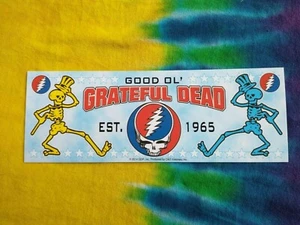 GOOD OL'
GRATEFUL DEAD
EST. 1965